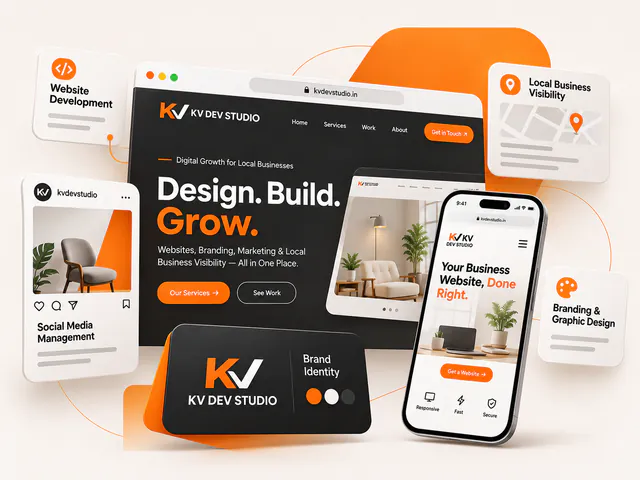 Website
Development
kvdevstudio.in
KV DEV STUDIO
Home
Services
Work
About
Get in Touch ↗
Local Business
Visibility
Digital Growth for Local Businesses
Design. Build.
Grow.
Websites, Branding, Marketing & Local
Business Visibility — All in One Place.
Our Services →
See Work
KV
kvdevstudio
Social Media
Management
KV
KV DEV STUDIO
Brand
Identity
9:41
kvdevstudio.in
KV
DEV STUDIO
Your Business
Website, Done
Right.
Get a Website →
Responsive
Fast
Secure
Branding &
Graphic Design